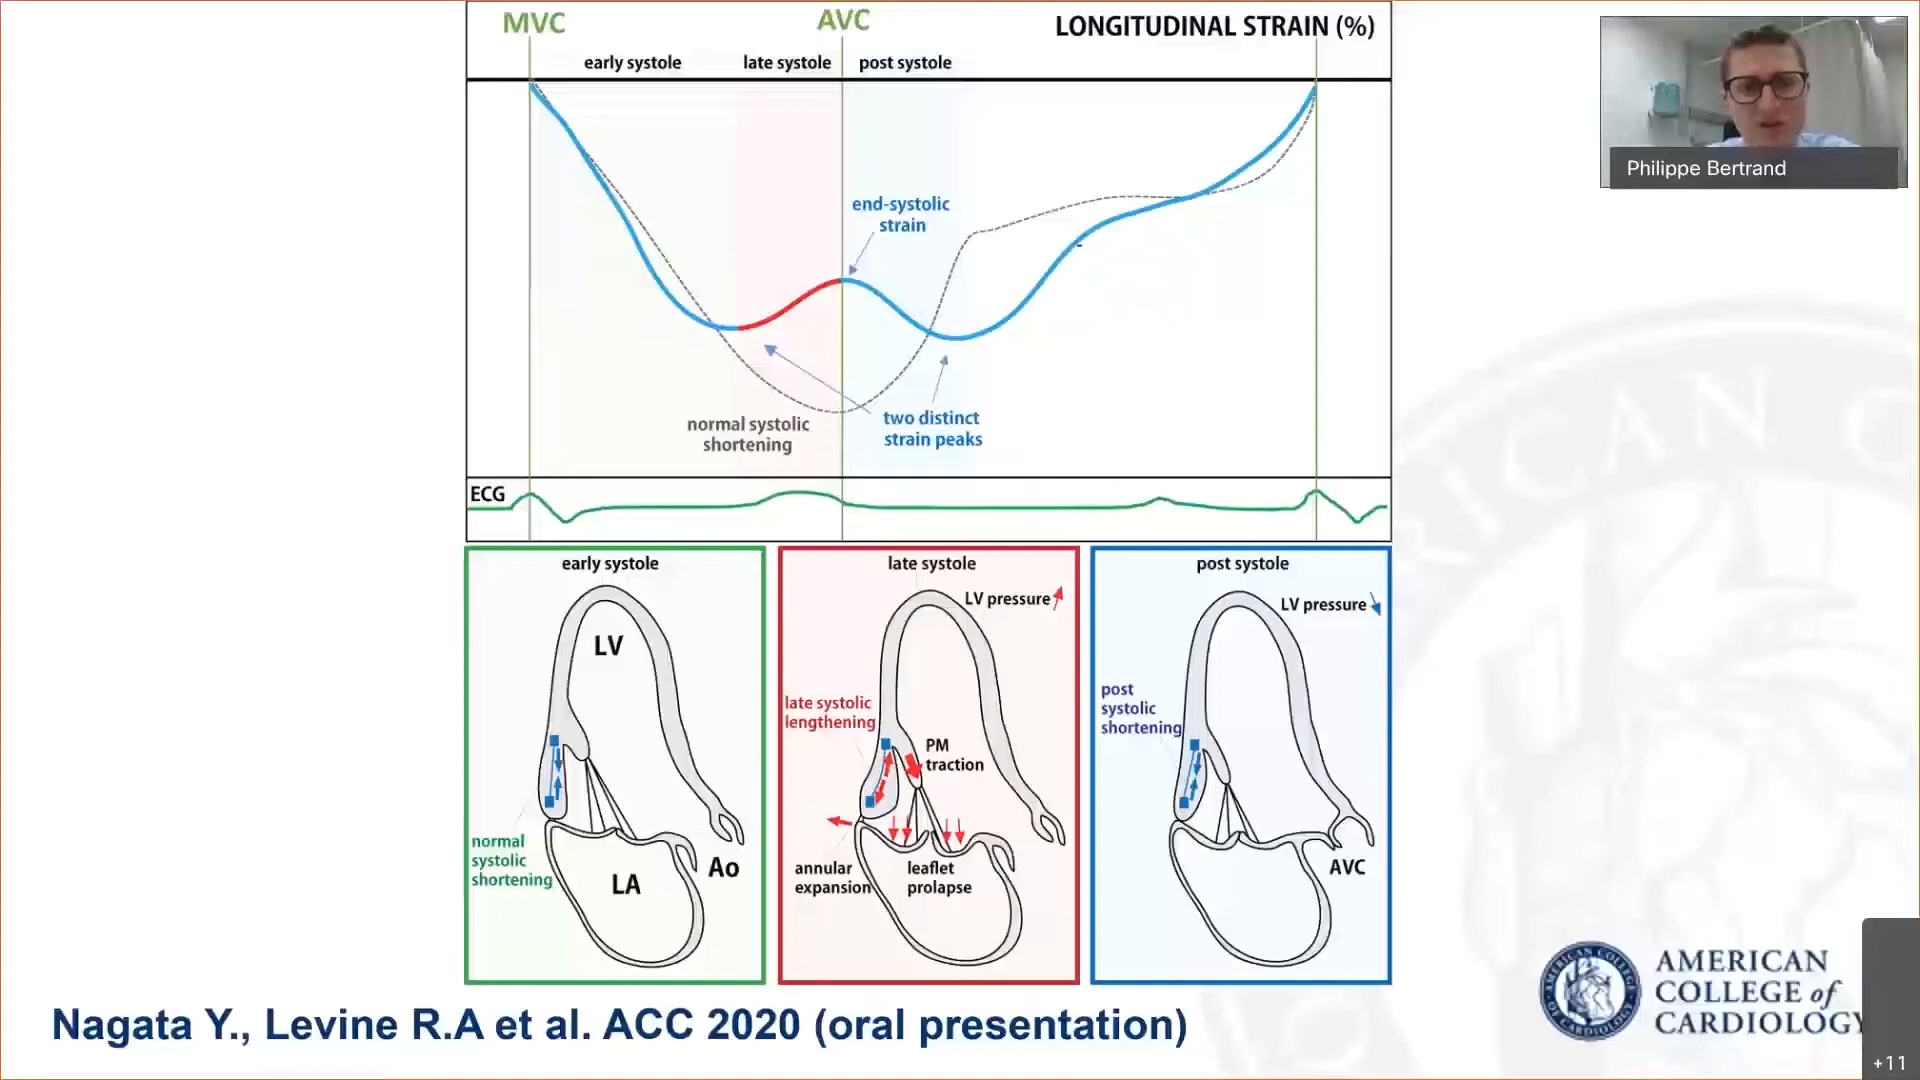 MVC
AVC
LONGITUDINAL STRAIN (%)
early systole
late systole
post systole
end-systolic
strain
normal systolic
shortening
two distinct
strain peaks
ECG
early systole
LV
normal
systolic
shortening
LA
Ao
late systole
LV pressure
late systolic
lengthening
PM
traction
annular
expansion
leaflet
prolapse
post systole
LV pressure
post
systolic
shortening
AVC
Philippe Bertrand
Nagata Y., Levine R.A et al. ACC 2020 (oral presentation)
AMERICAN
COLLEGE of
CARDIOLOGY
+11